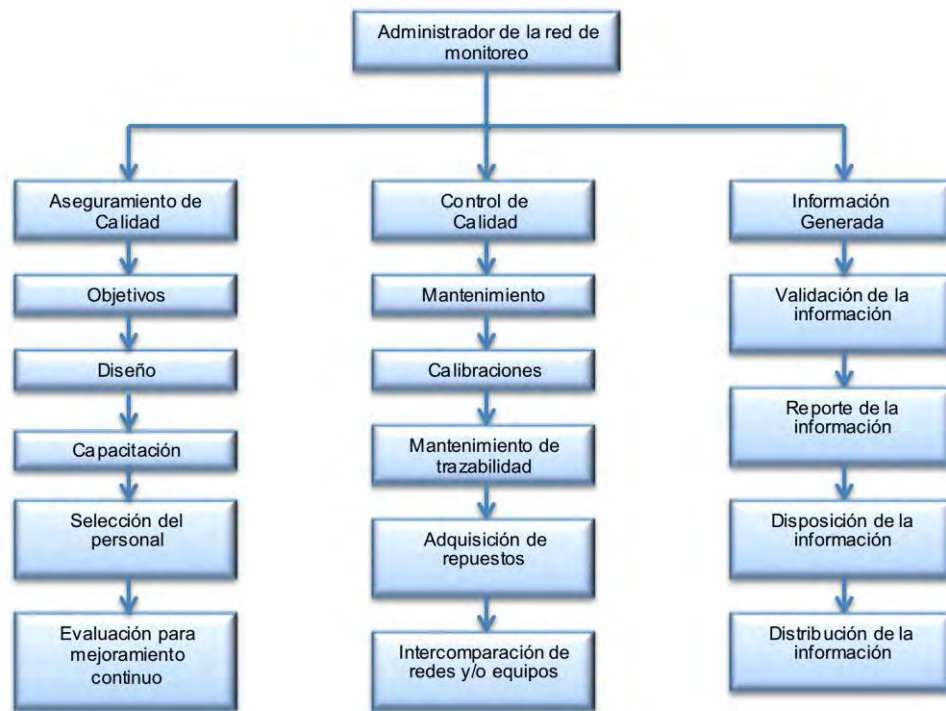 Administrador de la red de
monitoreo
Aseguramiento de
Calidad
Objetivos
Diseño
Capacitación
Selección del
personal
Evaluación para
mejoramiento
continuo
Control de
Calidad
Mantenimiento
Calibraciones
Mantenimiento de
trazabilidad
Adquisición de
repuestos
Intercomparación de
redes y/o equipos
Información
Generada
Validación de la
información
Reporte de la
información
Disposición de la
información
Distribución de la
información